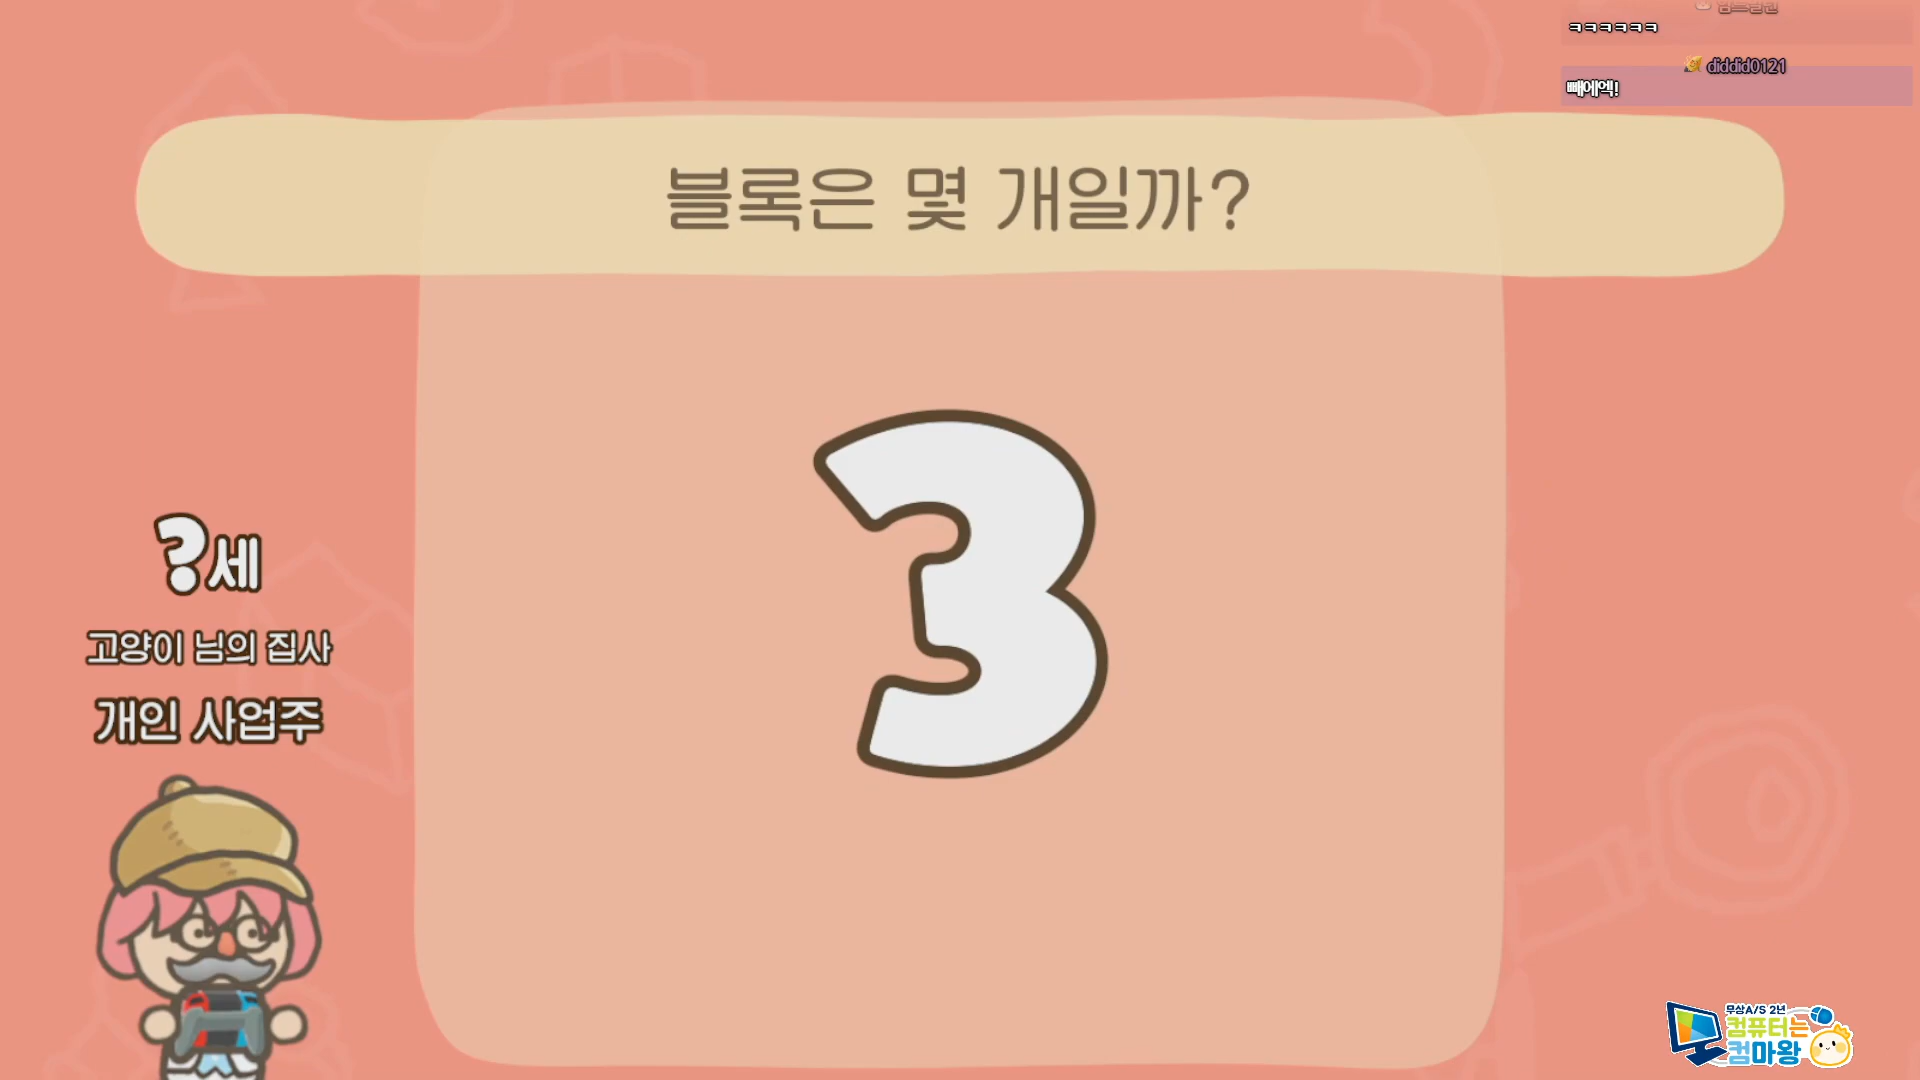 ㅋㅋㅋㅋㅋㅋ
diddid0121
빼에엑!
블록은 몇 개일까?
3
?세
고양이 님의 집사
개인 사업주
무상A/S 2년
컴퓨터는
컴마왕